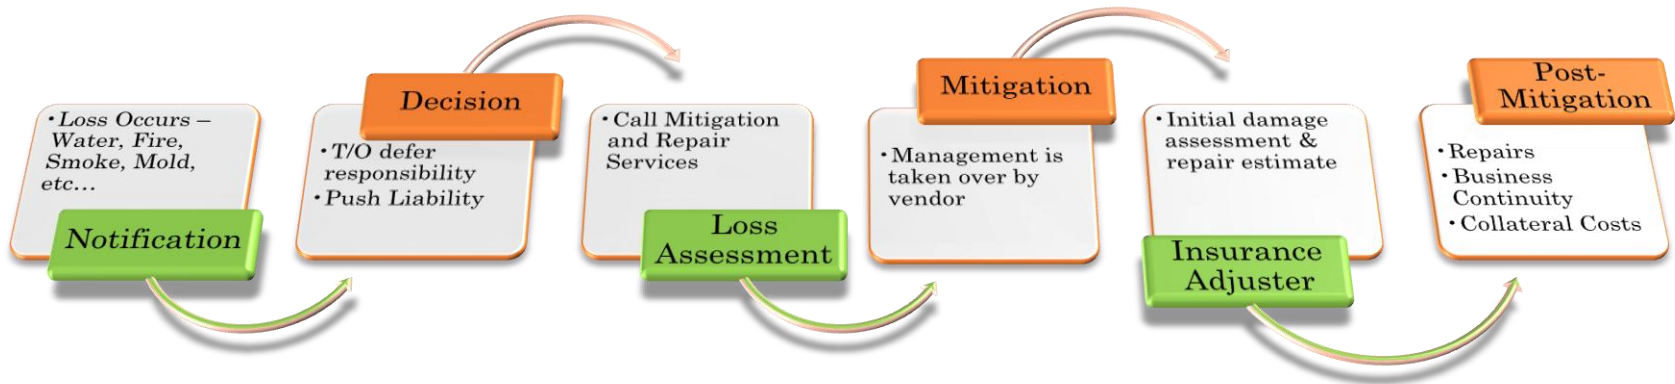 • Loss Occurs –
Water, Fire,
Smoke, Mold,
etc...
Notification
Decision
• T/O defer
responsibility
• Push Liability
• Call Mitigation
and Repair
Services
Loss
Assessment
Mitigation
• Management is
taken over by
vendor
• Initial damage
assessment &
repair estimate
Insurance
Adjuster
Post-
Mitigation
• Repairs
• Business
Continuity
• Collateral Costs